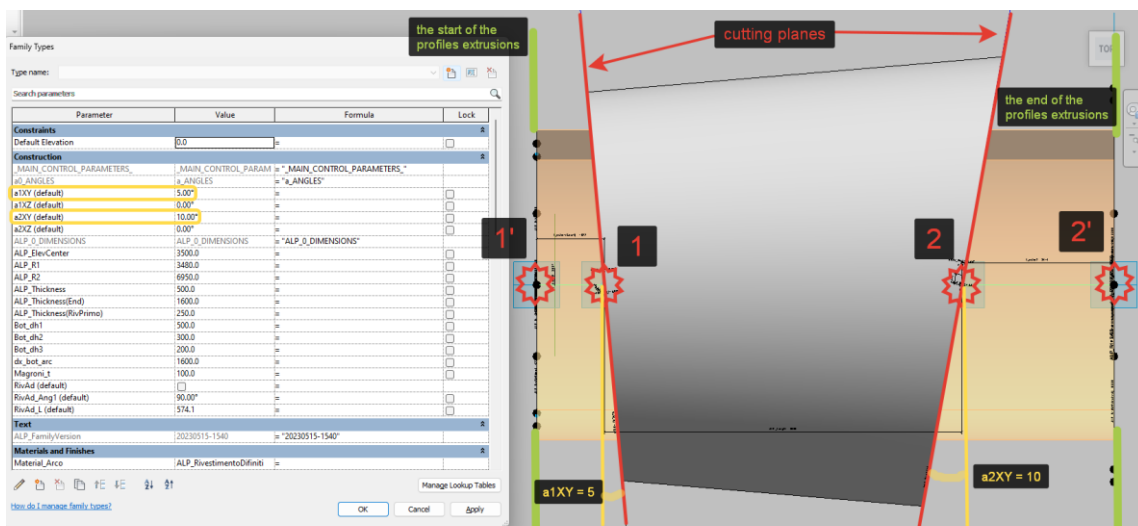 Family Types
Type name:
Search parameters
Parameter Value Formula Lock
Constraints
Default Elevation 0.0 =
Construction
_MAIN_CONTROL_PARAMETERS_ _MAIN_CONTROL_PARAM = "_MAIN_CONTROL_PARAMETERS_"
a0_ANGLES a_ANGLES = "a_ANGLES"
a1XY (default) 5.00° =
a1XZ (default) 0.00° =
a2XY (default) 10.00° =
a2XZ (default) 0.00° =
ALP_0_DIMENSIONS ALP_0_DIMENSIONS = "ALP_0_DIMENSIONS"
ALP_ElevCenter 3500.0 =
ALP_R1 3480.0 =
ALP_R2 6950.0 =
ALP_Thickness 500.0 =
ALP_Thickness(End) 1600.0 =
ALP_Thickness(RivPrimo) 250.0 =
Bot_dh1 500.0 =
Bot_dh2 300.0 =
Bot_dh3 200.0 =
dx_bot_arc 1600.0 =
Magroni_t 100.0 =
RivAd (default) =
RivAd_Ang1 (default) 90.00° =
RivAd_L (default) 574.1 =
Text
ALP_FamilyVersion 20230515-1540 = "20230515-1540"
Materials and Finishes
Material_Arco ALP_RivestimentoDifiniti =
Manage Lookup Tables
How do I manage family types?
OK Cancel Apply
the start of the
profiles extrusions
cutting planes
TOP
the end of the
profiles extrusions
1' 1 2 2'
a1XY = 5
a2XY = 10